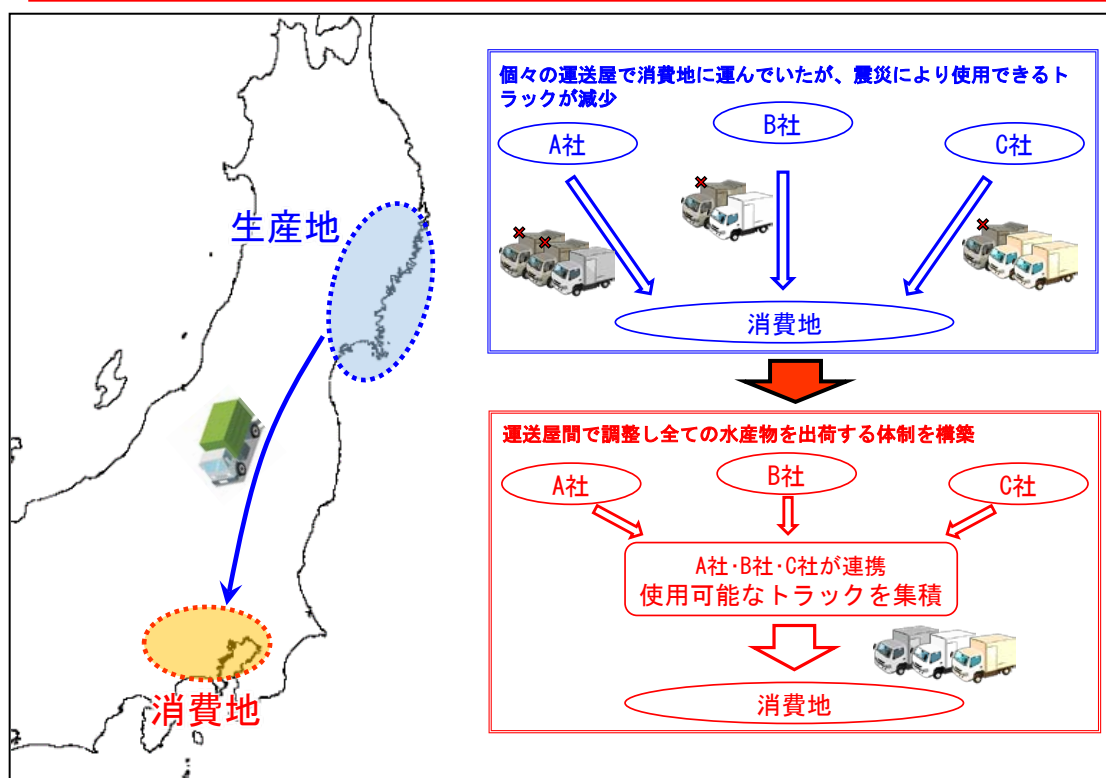 生産地
消費地
個々の運送屋で消費地に運んでいたが、震災により使用できるト
ラックが減少
A社
B社
C社
消費地
運送屋間で調整し全ての水産物を出荷する体制を構築
A社
B社
C社
A社・B社・C社が連携
使用可能なトラックを集積
消費地